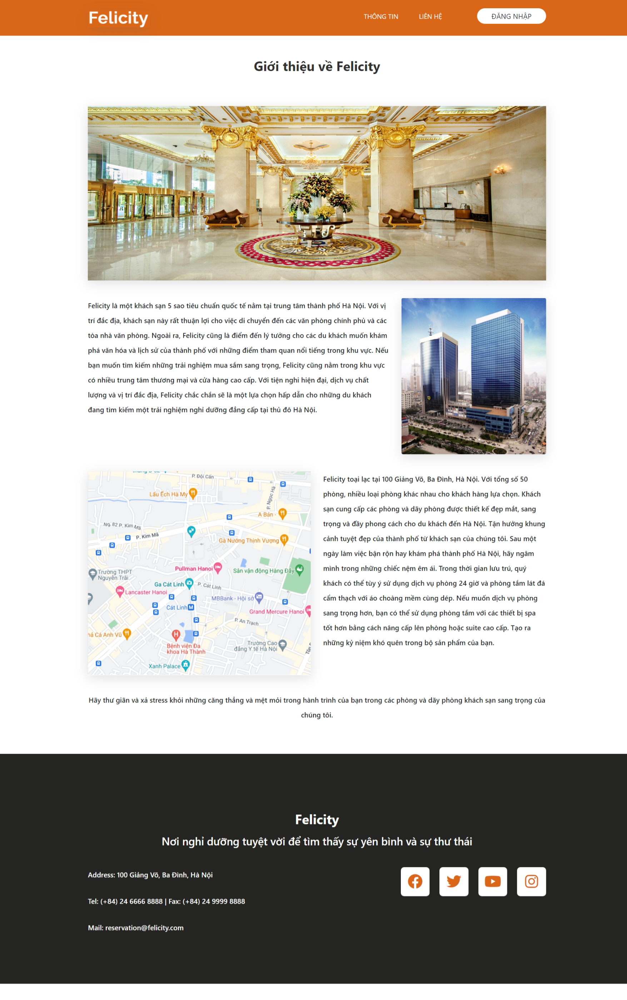 Felicity
THÔNG TIN
LIÊN HỆ
ĐĂNG NHẬP
Giới thiệu về Felicity
Felicity là một khách sạn 5 sao tiêu chuẩn quốc tế nằm tại trung tâm thành phố Hà Nội. Với vị
trí đắc địa, khách sạn này rất thuận lợi cho việc di chuyển đến các văn phòng chính phủ và các
tòa nhà văn phòng. Ngoài ra, Felicity cũng là điểm đến lý tưởng cho các du khách muốn khám
phá văn hóa và lịch sử của thành phố với những điểm tham quan nổi tiếng trong khu vực. Nếu
bạn muốn tìm kiếm những trải nghiệm mua sắm sang trọng, Felicity cũng nằm trong khu vực
có nhiều trung tâm thương mại và cửa hàng cao cấp. Với tiện nghi hiện đại, dịch vụ chất
lượng và vị trí đắc địa, Felicity chắc chắn sẽ là một lựa chọn hấp dẫn cho những du khách
đang tìm kiếm một trải nghiệm nghỉ dưỡng đẳng cấp tại thủ đô Hà Nội.
P. Đội Cấn
Lẩu Ếch Hà My
P. Ngọc Hà
A Bản -
Ng. 82 P. Kim Mã
P. Kim Mã
Gà Nướng Thịnh Vượng
Pullman Hanoi
Sân vận động Hàng Đẫy
Trường THPT
Nguyễn Trãi
Ga Cát Linh
P. Cát Linh
Lancaster Hanoi
MBBank - Hội sở
Cát Linh
M
Grand Mercure Hanoi
P. An Trạch
hả Cá Anh Vũ
H
Bệnh viện Đa
khoa Hà Thành
Trường Cao
đẳng Y tế Hà Nội
Tôn
Xanh Palace
Felicity toại lạc tại 100 Giảng Võ, Ba Đình, Hà Nội. Với tổng số 50
phòng, nhiều loại phòng khác nhau cho khách hàng lựa chọn. Khách
sạn cung cấp các phòng và dãy phòng được thiết kế đẹp mắt, sang
trọng và đầy phong cách cho du khách đến Hà Nội. Tận hưởng khung
cảnh tuyệt đẹp của thành phố từ khách sạn của chúng tôi. Sau một
ngày làm việc bận rộn hay khám phá thành phố Hà Nội, hãy ngâm
mình trong những chiếc nệm êm ái. Trong thời gian lưu trú, quý
khách có thể tùy ý sử dụng dịch vụ phòng 24 giờ và phòng tắm lát đá
cẩm thạch với áo choàng mềm cùng dép. Nếu muốn dịch vụ phòng
sang trọng hơn, bạn có thể sử dụng phòng tắm với các thiết bị spa
tốt hơn bằng cách nâng cấp lên phòng hoặc suite cao cấp. Tạo ra
những kỷ niệm khó quên trong bộ sản phẩm của bạn.
Hãy thư giãn và xả stress khỏi những căng thẳng và mệt mỏi trong hành trình của bạn trong các phòng và dãy phòng khách sạn sang trọng của
chúng tôi.
Felicity
Nơi nghỉ dưỡng tuyệt vời để tìm thấy sự yên bình và sự thư thái
Address: 100 Giảng Võ, Ba Đình, Hà Nội
Tel: (+84) 24 6666 8888 | Fax: (+84) 24 9999 8888
Mail: reservation@felicity.com